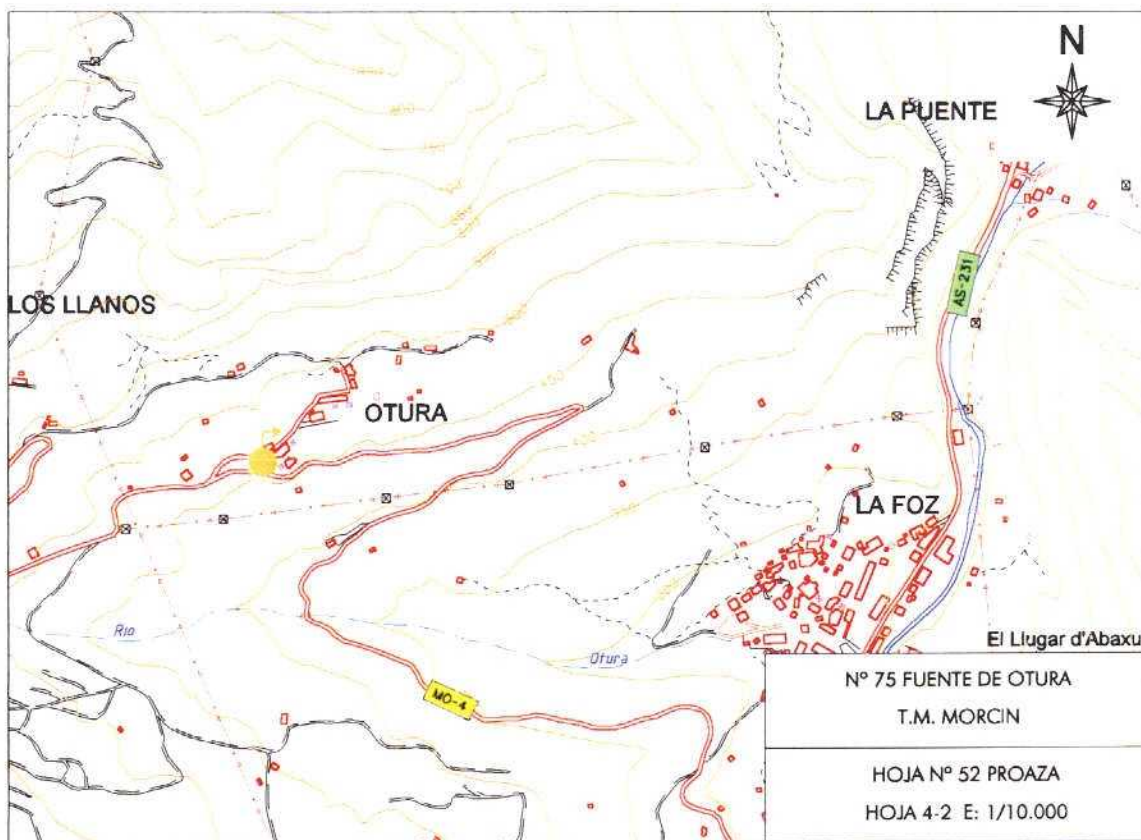 N
LA PUENTE
AS-231
LOS LLANOS
OTURA
LA FOZ
Río
Otura
El Llugar d'Abaxu
MO-4
Nº 75 FUENTE DE OTURA
T.M. MORCIN
HOJA Nº 52 PROAZA
HOJA 4-2 E: 1/10.000